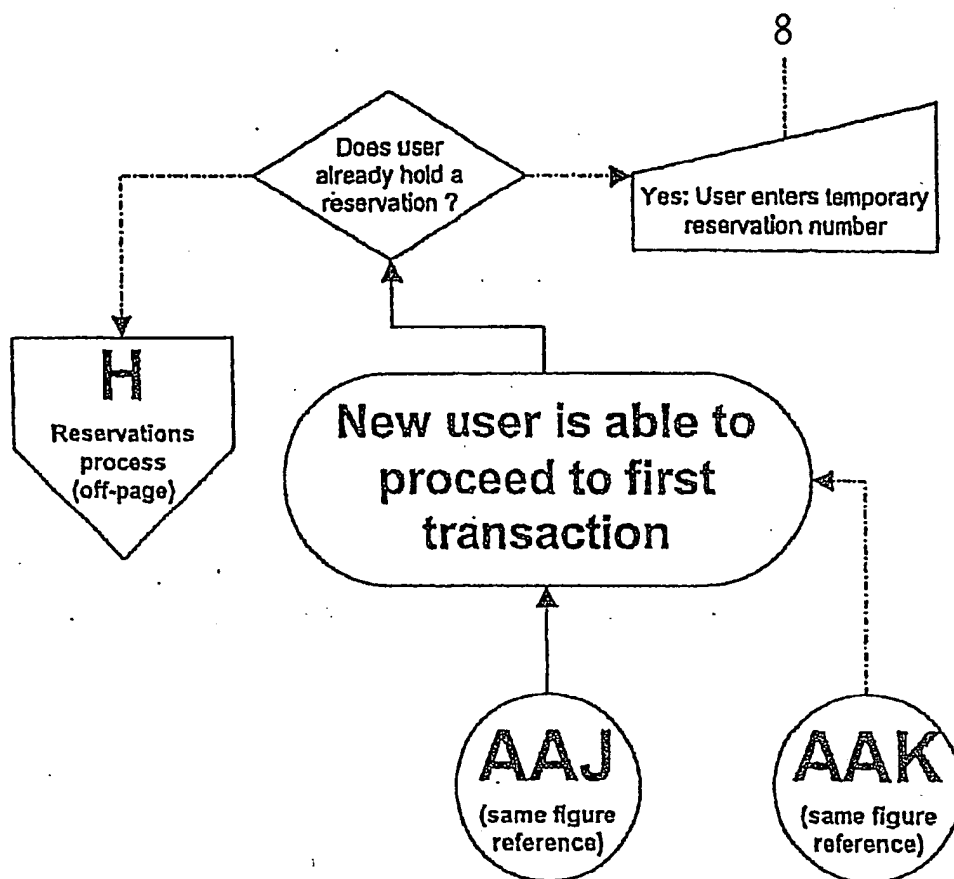 8
Does user
already hold a
reservation ?
Yes: User enters temporary
reservation number
H
Reservations
process
(off-page)
New user is able to
proceed to first
transaction
AAJ
(same figure
reference)
AAK
(same figure
reference)